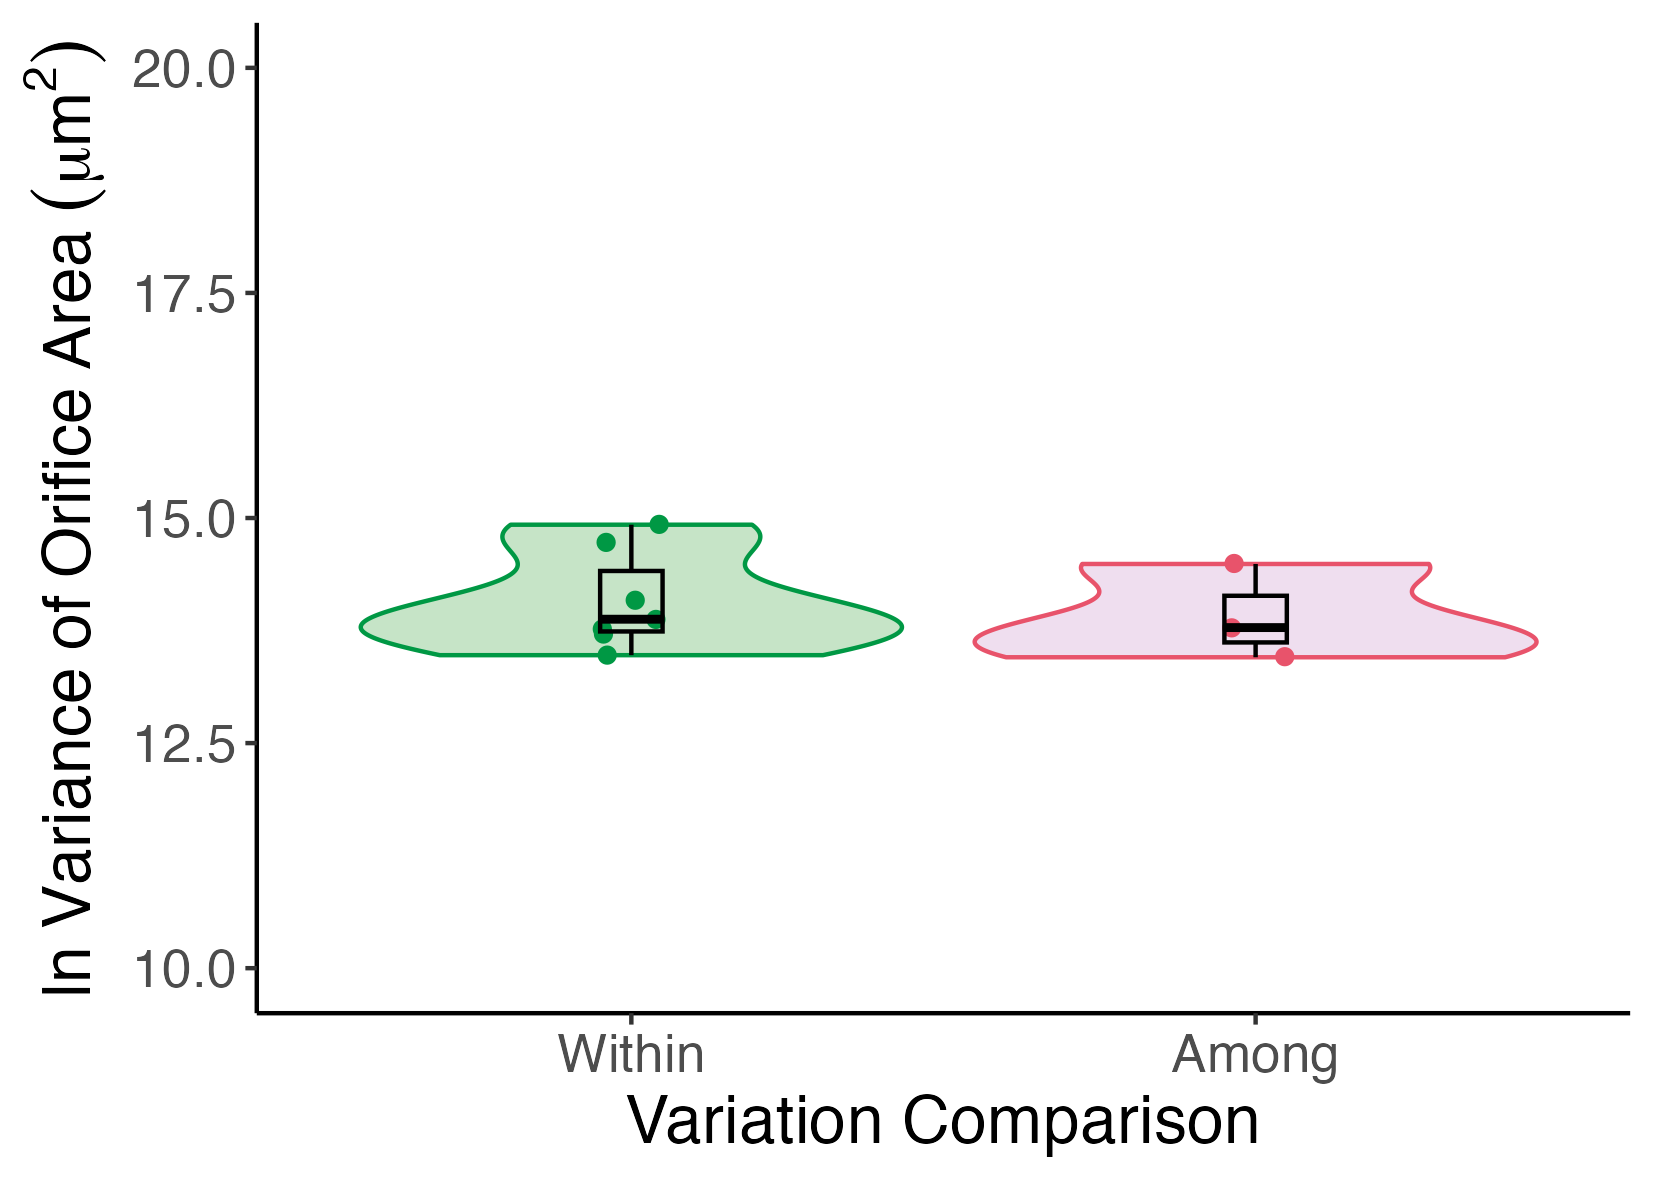 ln Variance of Orifice Area (μm²)
20.0
17.5
15.0
12.5
10.0
Within Among
Variation Comparison